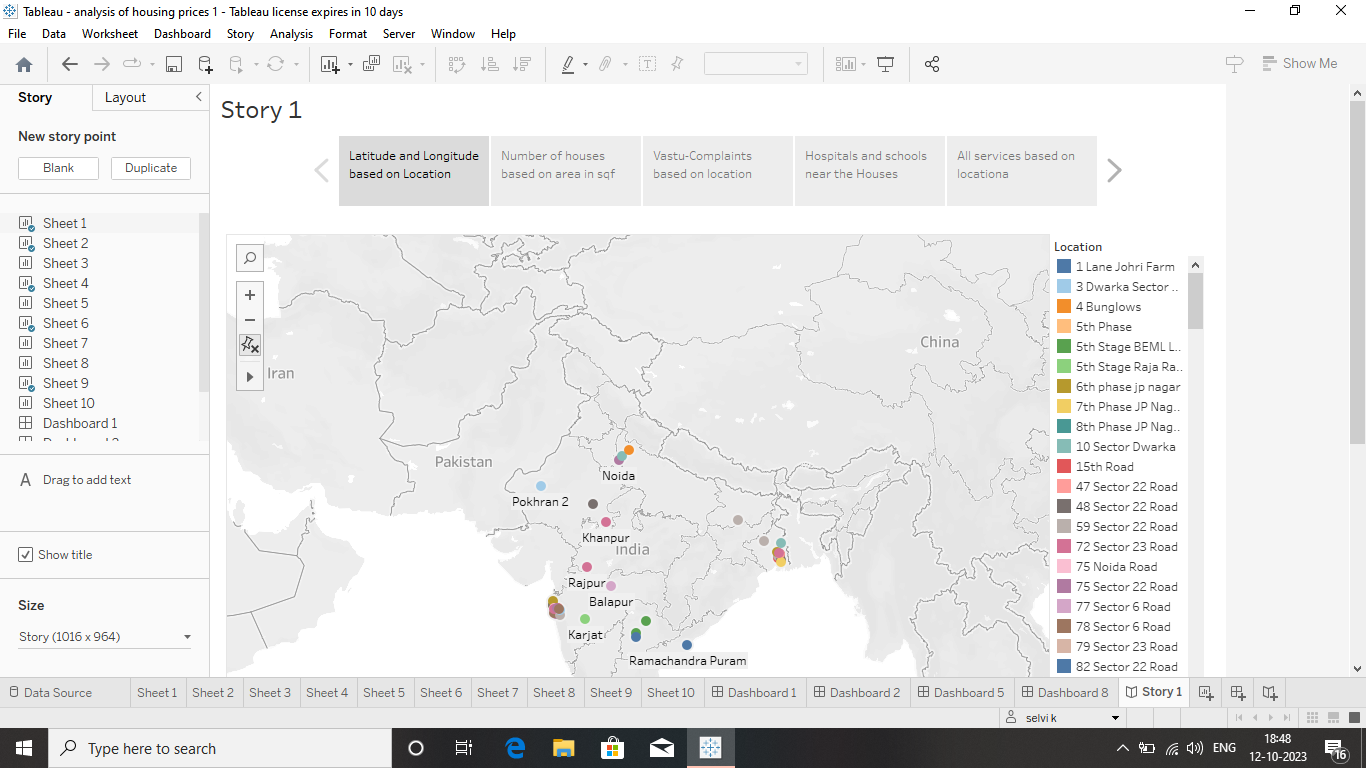 Tableau - analysis of housing prices 1 - Tableau license expires in 10 days
File Data Worksheet Dashboard Story Analysis Format Server Window Help
Show Me
Story Layout
New story point
Blank Duplicate
Sheet 1
Sheet 2
Sheet 3
Sheet 4
Sheet 5
Sheet 6
Sheet 7
Sheet 8
Sheet 9
Sheet 10
Dashboard 1
A Drag to add text
Show title
Size
Story (1016 x 964)
Story 1
Latitude and Longitude
based on Location
Number of houses
based on area in sqf
Vastu-Complaints
based on location
Hospitals and schools
near the Houses
All services based on
locationa
Iran
China
Pakistan
Noida
Pokhran 2
Khanpur
India
Rajpur
Balapur
Karjat
Ramachandra Puram
Location
1 Lane Johri Farm
3 Dwarka Sector ..
4 Bunglows
5th Phase
5th Stage BEML L..
5th Stage Raja Ra..
6th phase jp nagar
7th Phase JP Nag..
8th Phase JP Nag..
10 Sector Dwarka
15th Road
47 Sector 22 Road
48 Sector 22 Road
59 Sector 22 Road
72 Sector 23 Road
75 Noida Road
75 Sector 22 Road
77 Sector 6 Road
78 Sector 6 Road
79 Sector 23 Road
82 Sector 22 Road
Data Source Sheet 1 Sheet 2 Sheet 3 Sheet 4 Sheet 5 Sheet 6 Sheet 7 Sheet 8 Sheet 9 Sheet 10 Dashboard 1 Dashboard 2 Dashboard 5 Dashboard 8 Story 1
selvi k
Type here to search
ENG
18:48
12-10-2023
16